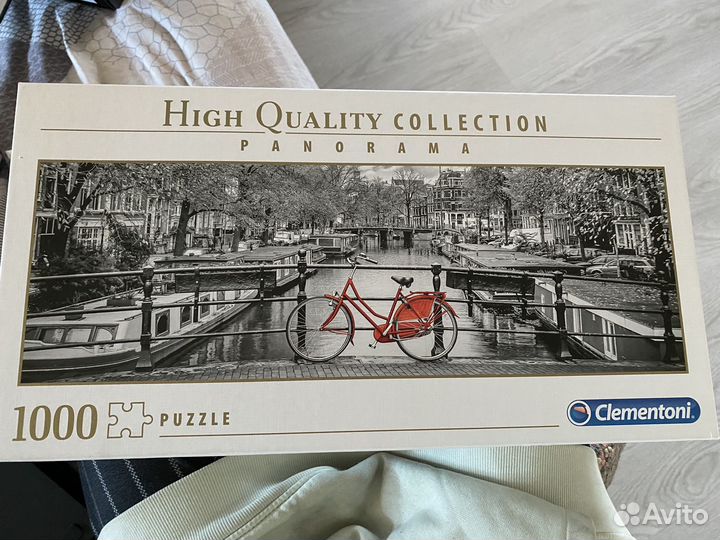 HIGH QUALITY COLLECTION
PANORAMA
1000 PUZZLE
Clementoni
Avito